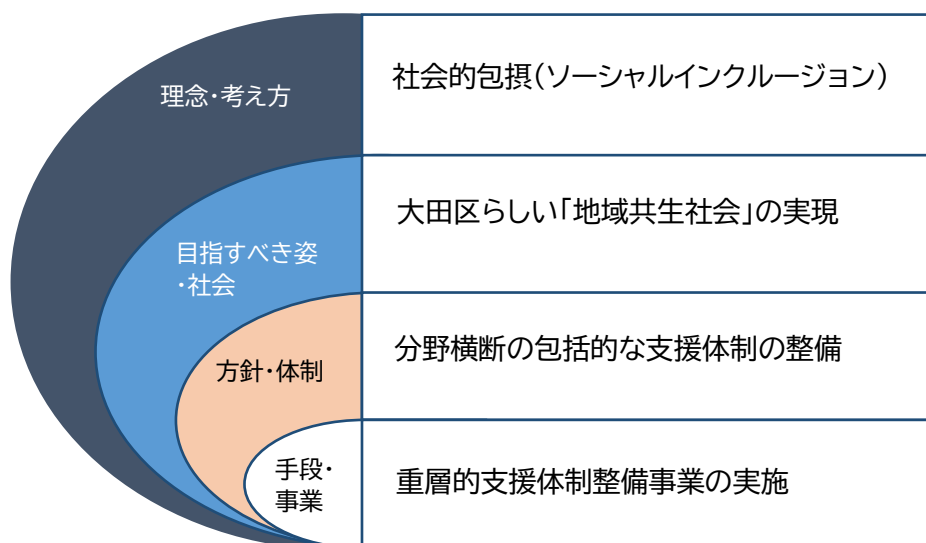 理念・考え方
社会的包摂(ソーシャルインクルージョン)
目指すべき姿
・社会
大田区らしい「地域共生社会」の実現
方針・体制
分野横断の包括的な支援体制の整備
手段・
事業
重層的支援体制整備事業の実施